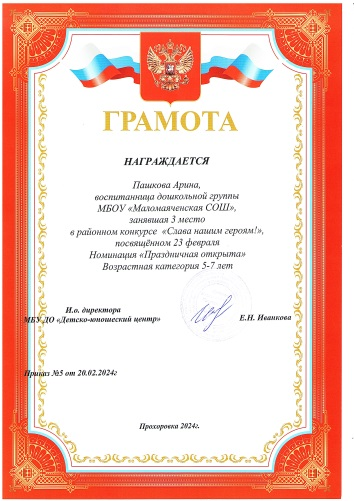 ГРАМОТА
НАГРАЖДАЕТСЯ
Пашкова Арина,
воспитанница дошкольной группы
МБОУ «Маломаяченская СОШ»,
занявшая 3 место
в районном конкурсе «Слава нашим героям!»,
посвящённом 23 февраля
Номинация «Праздничная открыта»
Возрастная категория 5-7 лет
И.о. директора
МБУ ДО «Детско-юношеский центр» Е.Н. Иванкова
Приказ №5 от 20.02.2024г
Прохоровка 2024г.